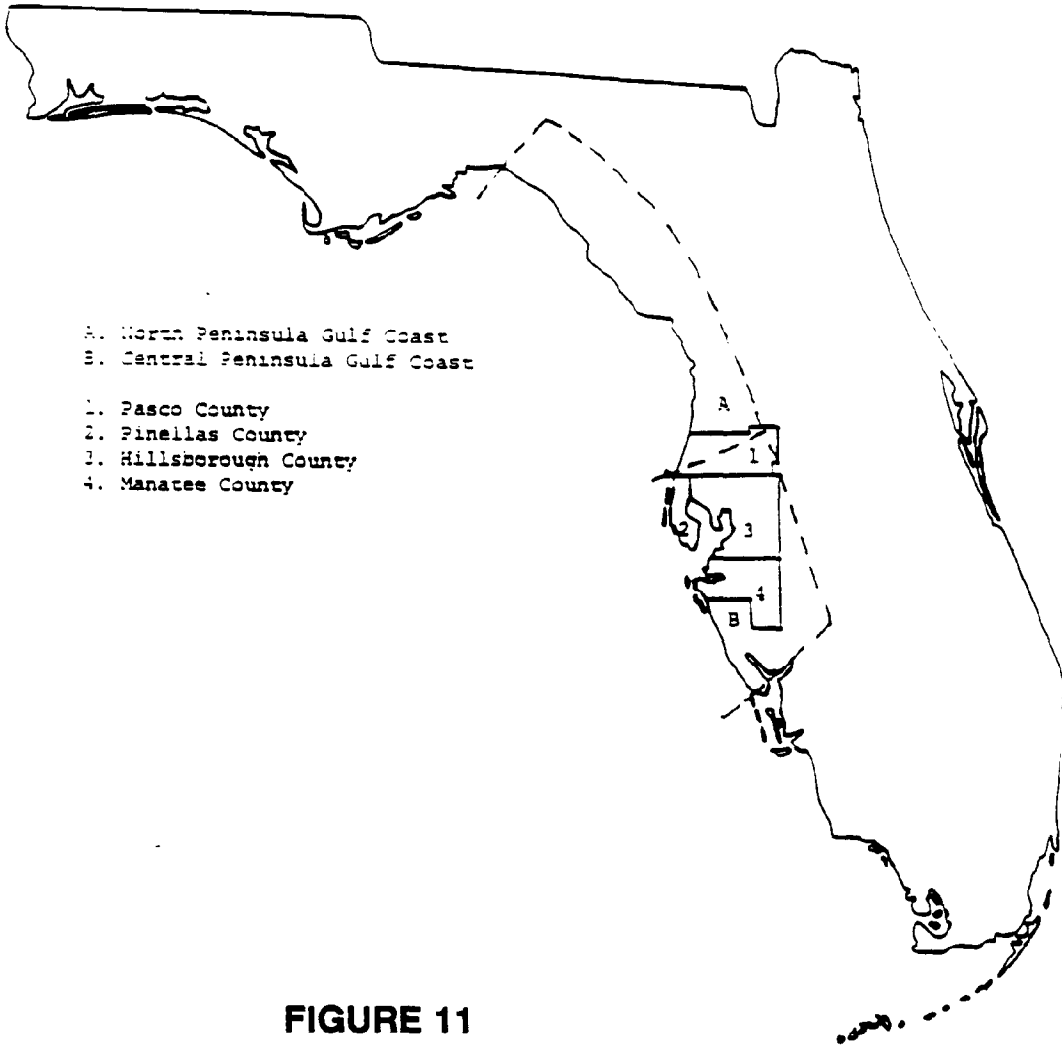 A. North Peninsula Gulf Coast
B. Central Peninsula Gulf Coast
1. Pasco County
2. Pinellas County
3. Hillsborough County
4. Manatee County
A
1
2
3
4
B
FIGURE 11